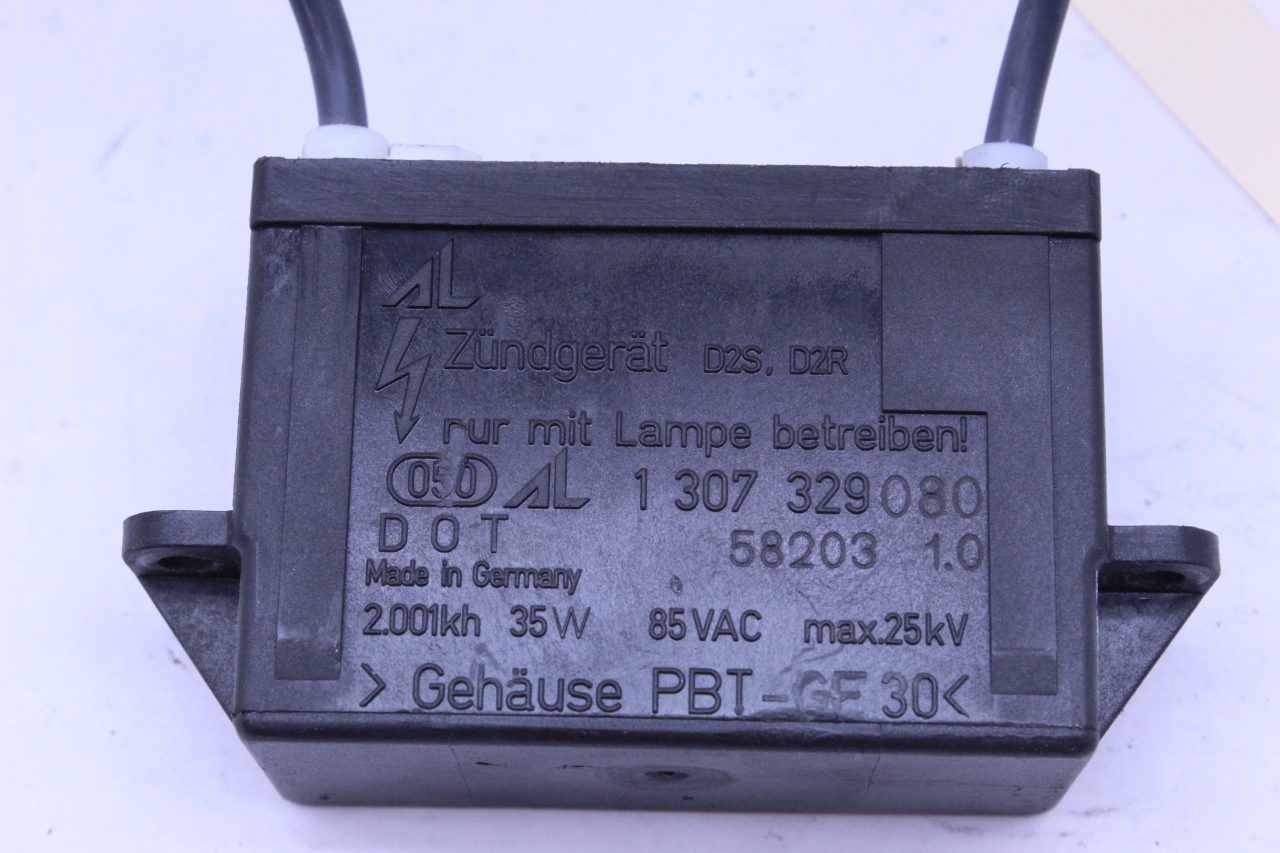 AL
Zündgerät D2S, D2R
nur mit Lampe betreiben!
050 AL 1 307 329 080
DOT 58203 1.0
Made in Germany
2.001kh 35W 85VAC max.25kV
> Gehäuse PBT-GF 30<